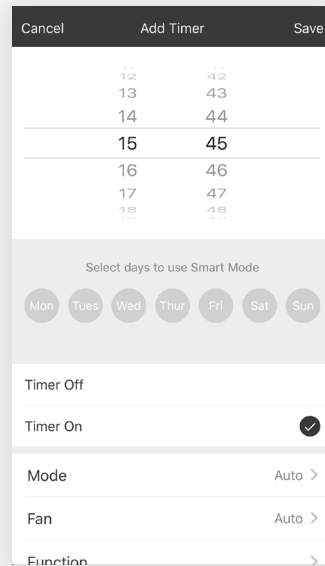 Cancel Add Timer Save
12 42
13 43
14 44
15 45
16 46
17 47
18 48
Select days to use Smart Mode
Mon Tues Wed Thur Fri Sat Sun
Timer Off
Timer On
Mode Auto >
Fan Auto >
Function >